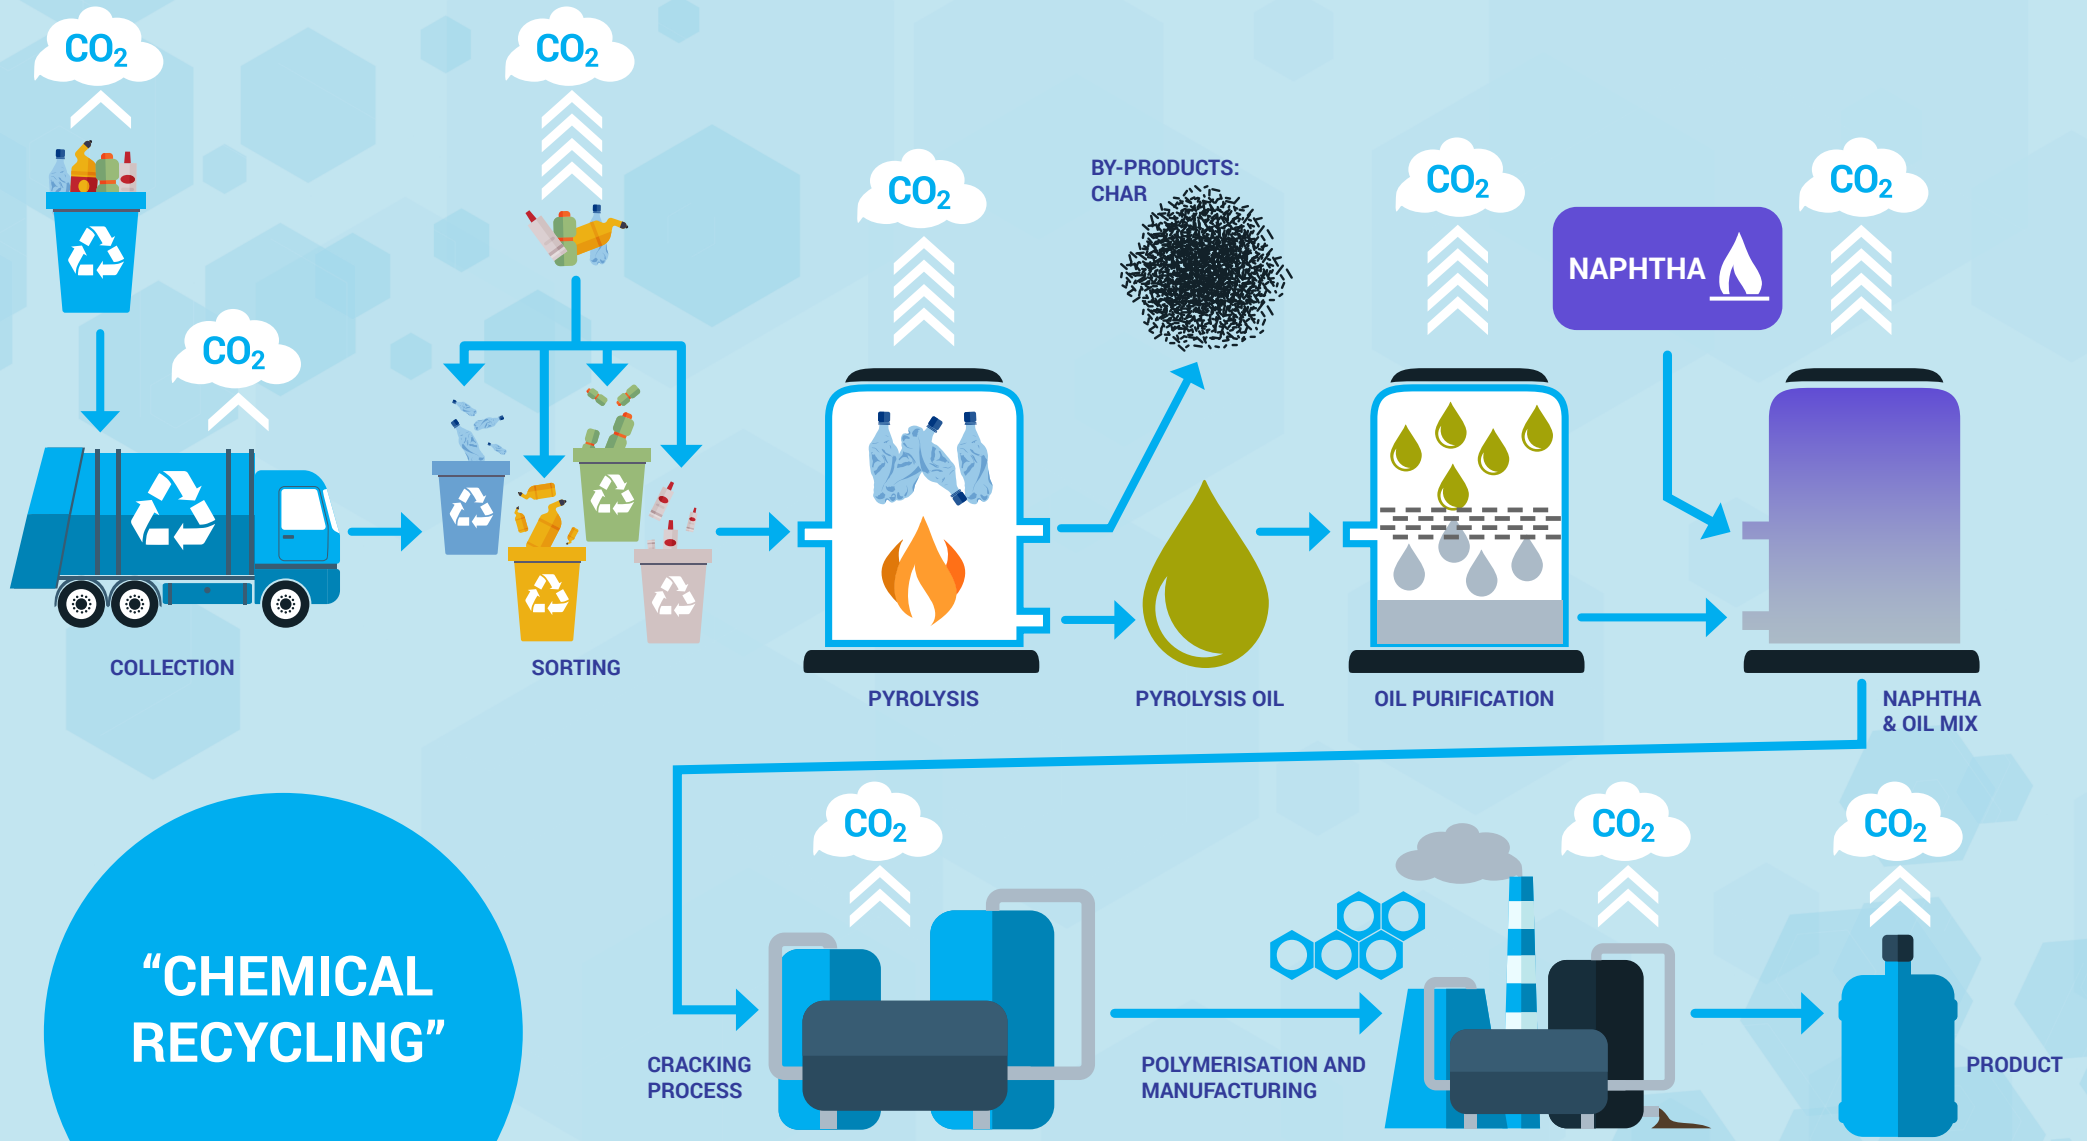 CO₂
CO₂
CO₂
COLLECTION
SORTING
CO₂
PYROLYSIS
BY-PRODUCTS:
CHAR
PYROLYSIS OIL
CO₂
OIL PURIFICATION
NAPHTHA
CO₂
NAPHTHA
& OIL MIX
“CHEMICAL
RECYCLING”
CO₂
CRACKING
PROCESS
POLYMERISATION AND
MANUFACTURING
CO₂
CO₂
PRODUCT